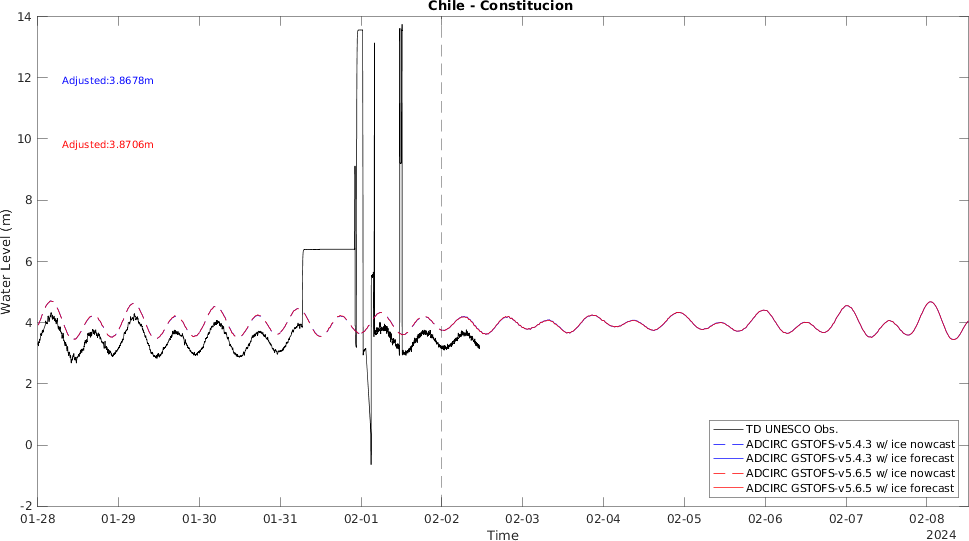 Chile - Constitucion
14
12
10
8
6
4
2
0
-2
Water Level (m)
Adjusted:3.8678m
Adjusted:3.8706m
TD UNESCO Obs.
ADCIRC GSTOFS-v5.4.3 w/ ice nowcast
ADCIRC GSTOFS-v5.4.3 w/ ice forecast
ADCIRC GSTOFS-v5.6.5 w/ ice nowcast
ADCIRC GSTOFS-v5.6.5 w/ ice forecast
01-28 01-29 01-30 01-31 02-01 02-02 02-03 02-04 02-05 02-06 02-07 02-08
Time
2024